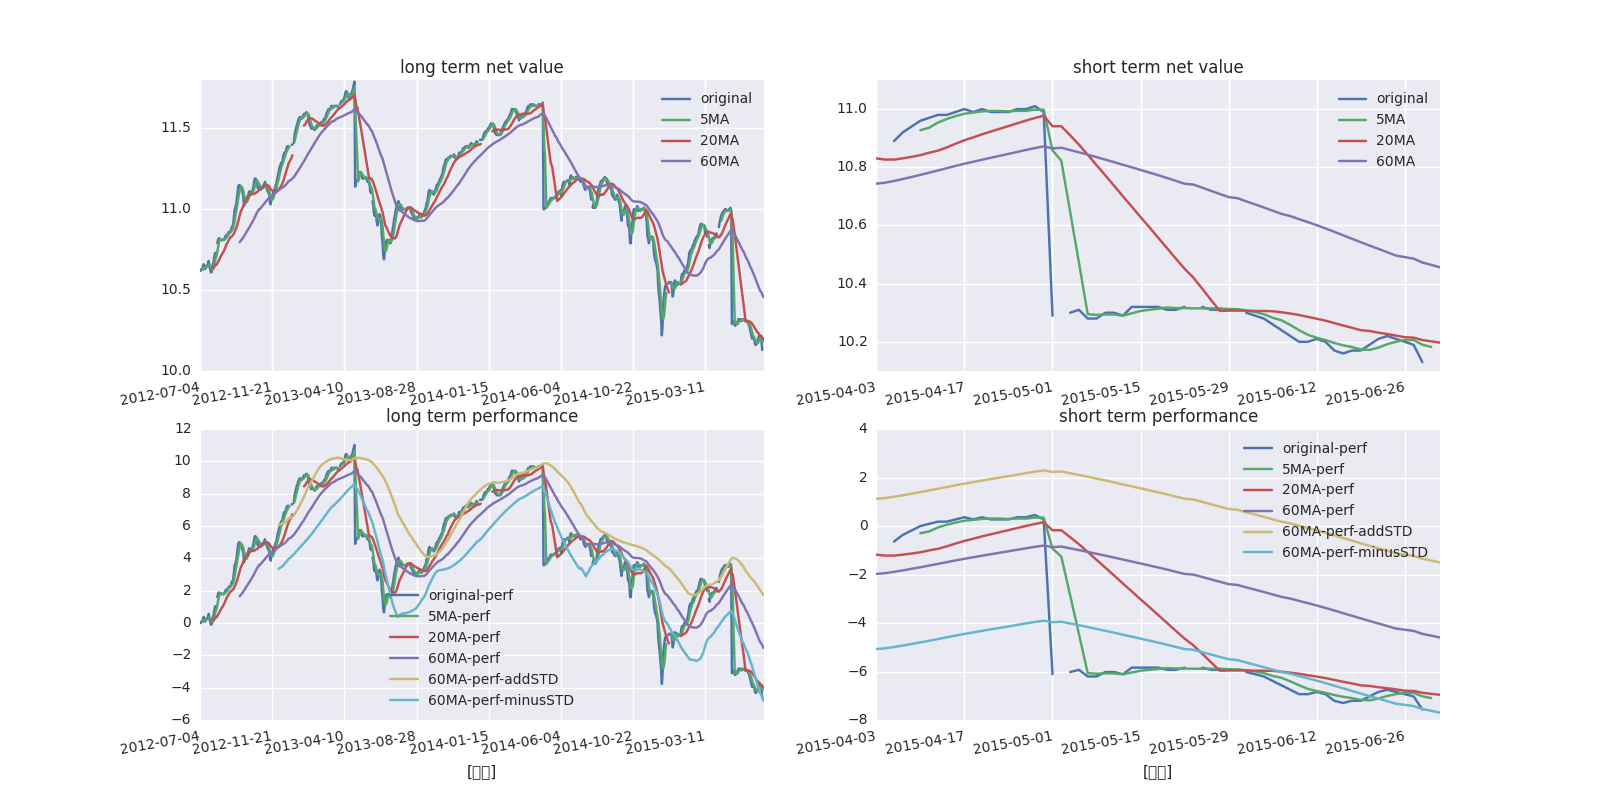 long term net value
short term net value
original
5MA
20MA
60MA
11.5
11.0
10.5
10.0
2012-07-04
2012-11-21
2013-04-10
2013-08-28
2014-01-15
2014-06-04
2014-10-22
2015-03-11
original
5MA
20MA
60MA
11.0
10.8
10.6
10.4
10.2
2015-04-03
2015-04-17
2015-05-01
2015-05-15
2015-05-29
2015-06-12
2015-06-26
long term performance
12
10
8
6
4
2
0
−2
−4
−6
original-perf
5MA-perf
20MA-perf
60MA-perf
60MA-perf-addSTD
60MA-perf-minusSTD
2012-07-04
2012-11-21
2013-04-10
2013-08-28
2014-01-15
2014-06-04
2014-10-22
2015-03-11
short term performance
4
2
0
−2
−4
−6
−8
original-perf
5MA-perf
20MA-perf
60MA-perf
60MA-perf-addSTD
60MA-perf-minusSTD
2015-04-03
2015-04-17
2015-05-01
2015-05-15
2015-05-29
2015-06-12
2015-06-26